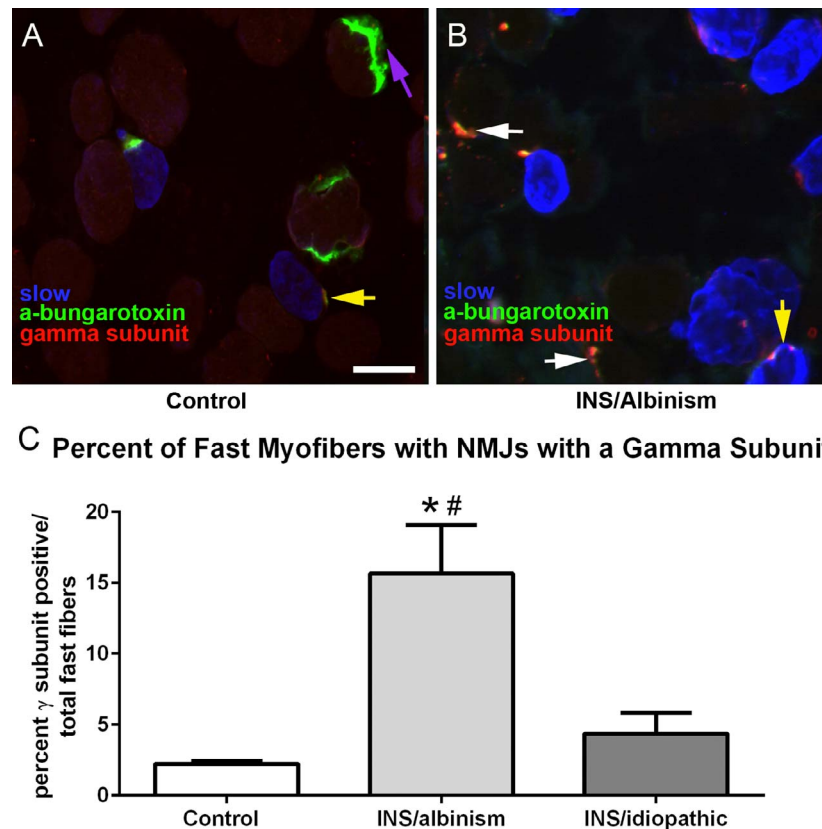 A
B
slow
a-bungarotoxin
gamma subunit
slow
a-bungarotoxin
gamma subunit
Control
INS/Albinism
C Percent of Fast Myofibers with NMJs with a Gamma Subuni
percent γ subunit positive/
total fast fibers
20
15
10
5
0
* #
Control
INS/albinism
INS/idiopathic